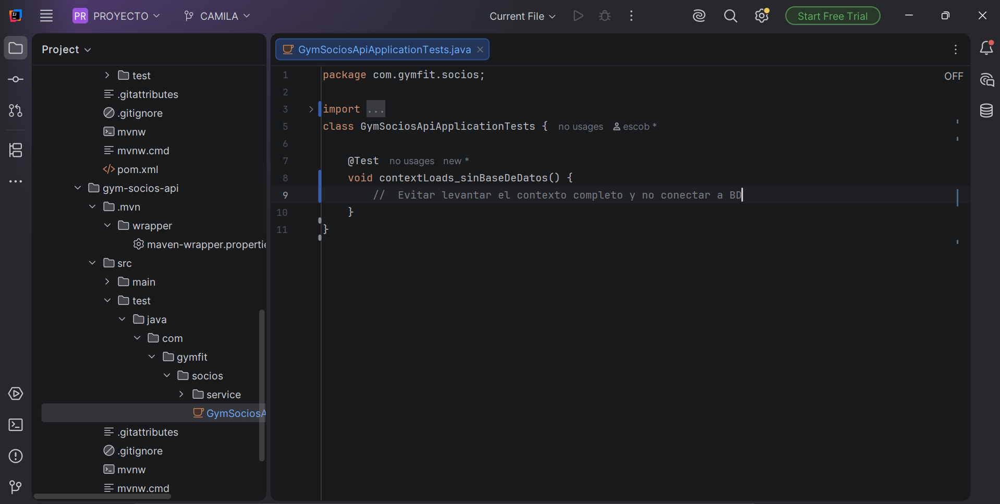 PR PROYECTO CAMILA Current File Start Free Trial
Project
test
.gitattributes
.gitignore
mvnw
mvnw.cmd
</> pom.xml
gym-socios-api
.mvn
wrapper
maven-wrapper.propertie
src
main
test
java
com
gymfit
socios
service
GymSociosA
.gitattributes
.gitignore
mvnw
mvnw.cmd
GymSociosApiApplicationTests.java
OFF
1 package com.gymfit.socios;
2
3 import ...
5 class GymSociosApiApplicationTests { no usages escob *
6
7 @Test no usages new *
8 void contextLoads_sinBaseDeDatos() {
9 // Evitar levantar el contexto completo y no conectar a BD
10 }
11 }